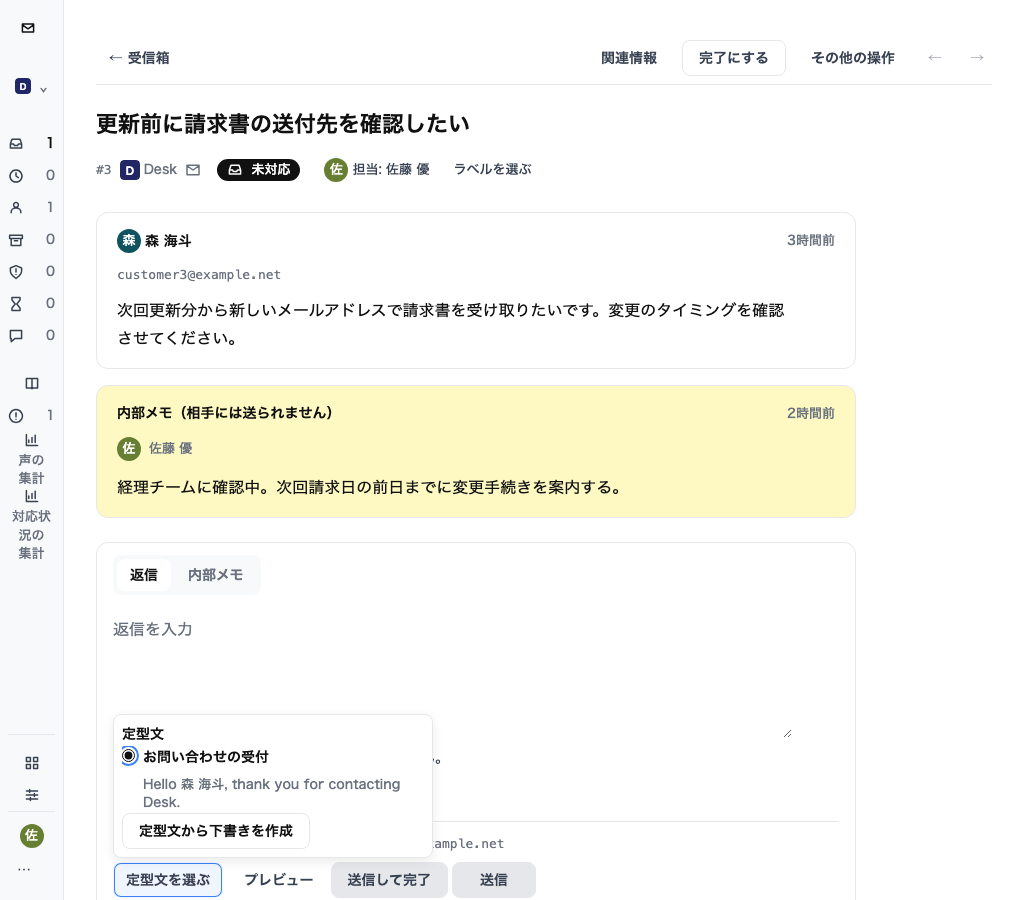 D
1
0
1
0
0
0
0
1
声の
集計
対応状
況の
集計
佐
…
← 受信箱
関連情報
完了にする
その他の操作
←
→
更新前に請求書の送付先を確認したい
#3 D Desk 未対応 佐 担当: 佐藤 優 ラベルを選ぶ
森 森 海斗 3時間前
customer3@example.net
次回更新分から新しいメールアドレスで請求書を受け取りたいです。変更のタイミングを確認
させてください。
内部メモ（相手には送られません） 2時間前
佐 佐藤 優
経理チームに確認中。次回請求日の前日までに変更手続きを案内する。
返信 内部メモ
返信を入力
定型文
お問い合わせの受付
Hello 森 海斗, thank you for contacting
Desk.
定型文から下書きを作成
ample.net
定型文を選ぶ プレビュー 送信して完了 送信